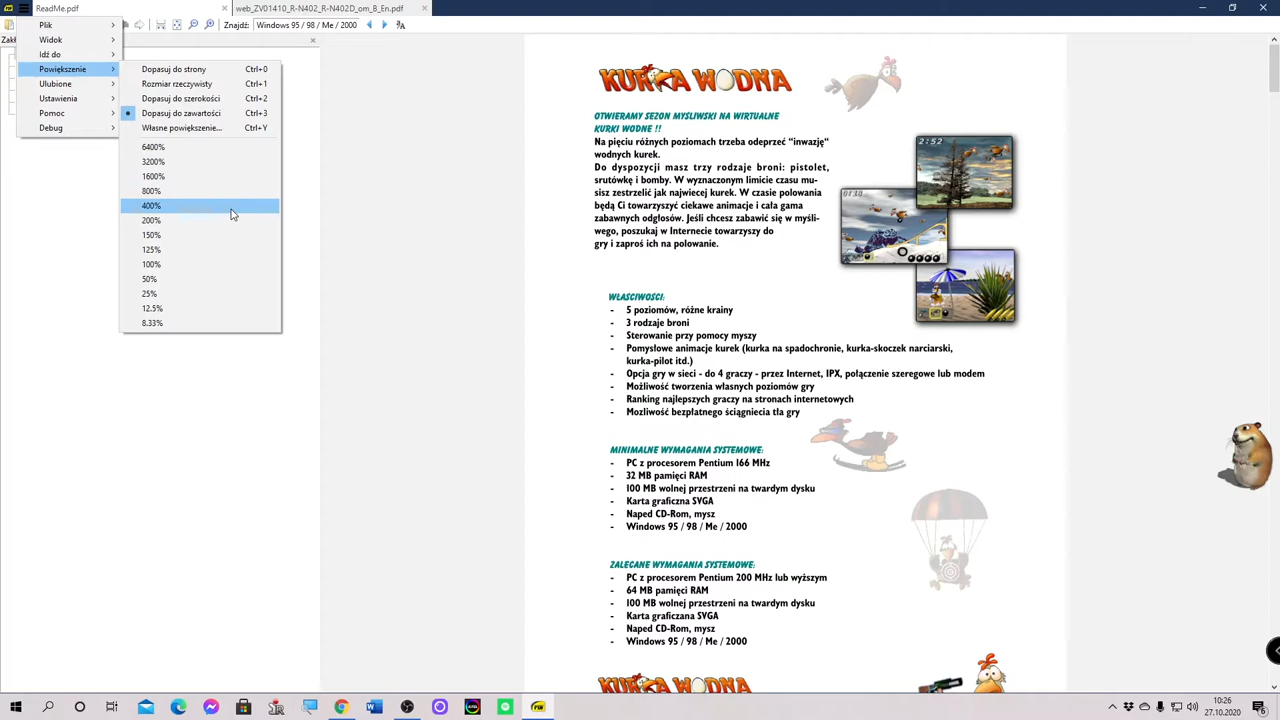 ReadMe.pdf
web_ZV01410_R-N402_R-N402D_om_B_En.pdf
Znajdź:
Windows 95 / 98 / Me / 2000
Plik
Widok
Idź do
Powiększenie
Ulubione
Ustawienia
Pomoc
Debug
Dopasuj do strony Ctrl+0
Rozmiar rzeczywisty Ctrl+1
Dopasuj do szerokości Ctrl+2
Dopasuj do zawartości Ctrl+3
Własne powiększenie... Ctrl+Y
6400%
3200%
1600%
800%
400%
200%
150%
125%
100%
50%
25%
12.5%
8.33%
KURKA WODNA
OTWIERAMY SEZON MYŚLIWSKI NA WIRTUALNE
KURKI WODNE !!
Na pięciu różnych poziomach trzeba odeprzeć “inwazję“
wodnych kurek.
Do dyspozycji masz trzy rodzaje broni: pistolet,
srutówkę i bomby. W wyznaczonym limicie czasu mu-
sisz zestrzelić jak najwiecej kurek. W czasie polowania
będą Ci towarzyszyć ciekawe animacje i cała gama
zabawnych odgłosów. Jeśli chcesz zabawić się w myśli-
wego, poszukaj w Internecie towarzyszy do
gry i zaproś ich na polowanie.
2:52
WŁAŚCIWOŚCI:
- 5 poziomów, różne krainy
- 3 rodzaje broni
- Sterowanie przy pomocy myszy
- Pomysłowe animacje kurek (kurka na spadochronie, kurka-skoczek narciarski,
kurka-pilot itd.)
- Opcja gry w sieci - do 4 graczy - przez Internet, IPX, połączenie szeregowe lub modem
- Możliwość tworzenia własnych poziomów gry
- Ranking najlepszych graczy na stronach internetowych
- Mozliwość bezpłatnego ściągniecia tła gry
MINIMALNE WYMAGANIA SYSTEMOWE:
- PC z procesorem Pentium 166 MHz
- 32 MB pamięci RAM
- 100 MB wolnej przestrzeni na twardym dysku
- Karta graficzna SVGA
- Naped CD-Rom, mysz
- Windows 95 / 98 / Me / 2000
ZALECANE WYMAGANIA SYSTEMOWE:
- PC z procesorem Pentium 200 MHz lub wyższym
- 64 MB pamięci RAM
- 100 MB wolnej przestrzeni na twardym dysku
- Karta graficzana SVGA
- Naped CD-Rom, mysz
- Windows 95 / 98 / Me / 2000
KURKA WODNA
10:26
27.10.2020